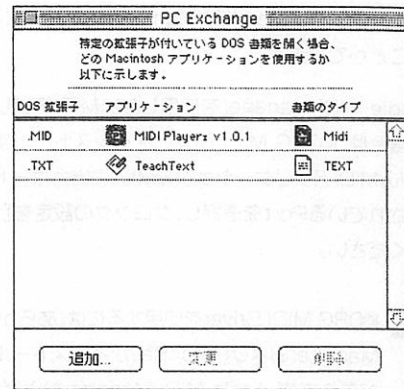 PC Exchange
特定の拡張子が付いている DOS 書類を開く場合、
どの Macintosh アプリケーションを使用するか
以下に示します。
DOS 拡張子 アプリケーション 書類のタイプ
.MID MIDI Player: v1.0.1 Midi
.TXT TeachText TEXT
追加... 変更 削除